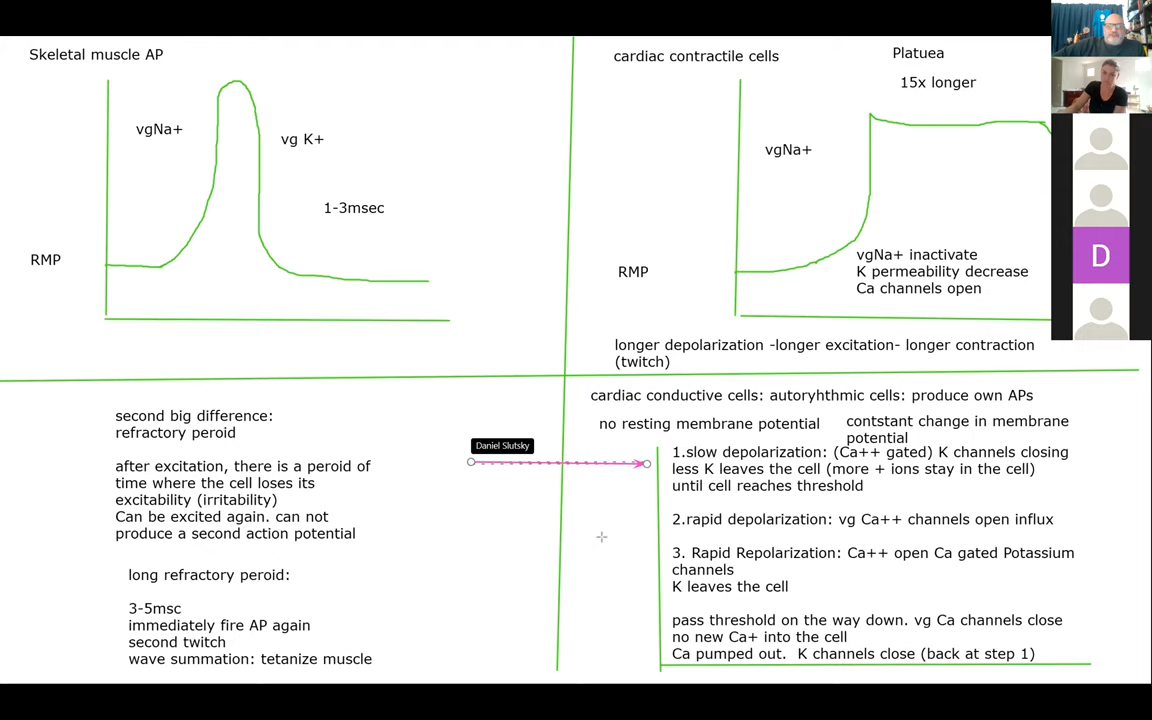 Skeletal muscle AP
vgNa+
vg K+
1-3msec
RMP
cardiac contractile cells
Platuea
15x longer
vgNa+
RMP
vgNa+ inactivate
K permeability decrease
Ca channels open
longer depolarization -longer excitation- longer contraction
(twitch)
D
second big difference:
refractory peroid
after excitation, there is a peroid of
time where the cell loses its
excitability (irritability)
Can be excited again. can not
produce a second action potential
long refractory peroid:
3-5msc
immediately fire AP again
second twitch
wave summation: tetanize muscle
Daniel Slutsky
cardiac conductive cells: autoryhthmic cells: produce own APs
no resting membrane potential
contstant change in membrane
potential
1.slow depolarization: (Ca++ gated) K channels closing
less K leaves the cell (more + ions stay in the cell)
until cell reaches threshold
2.rapid depolarization: vg Ca++ channels open influx
3. Rapid Repolarization: Ca++ open Ca gated Potassium
channels
K leaves the cell
pass threshold on the way down. vg Ca channels close
no new Ca+ into the cell
Ca pumped out.  K channels close (back at step 1)